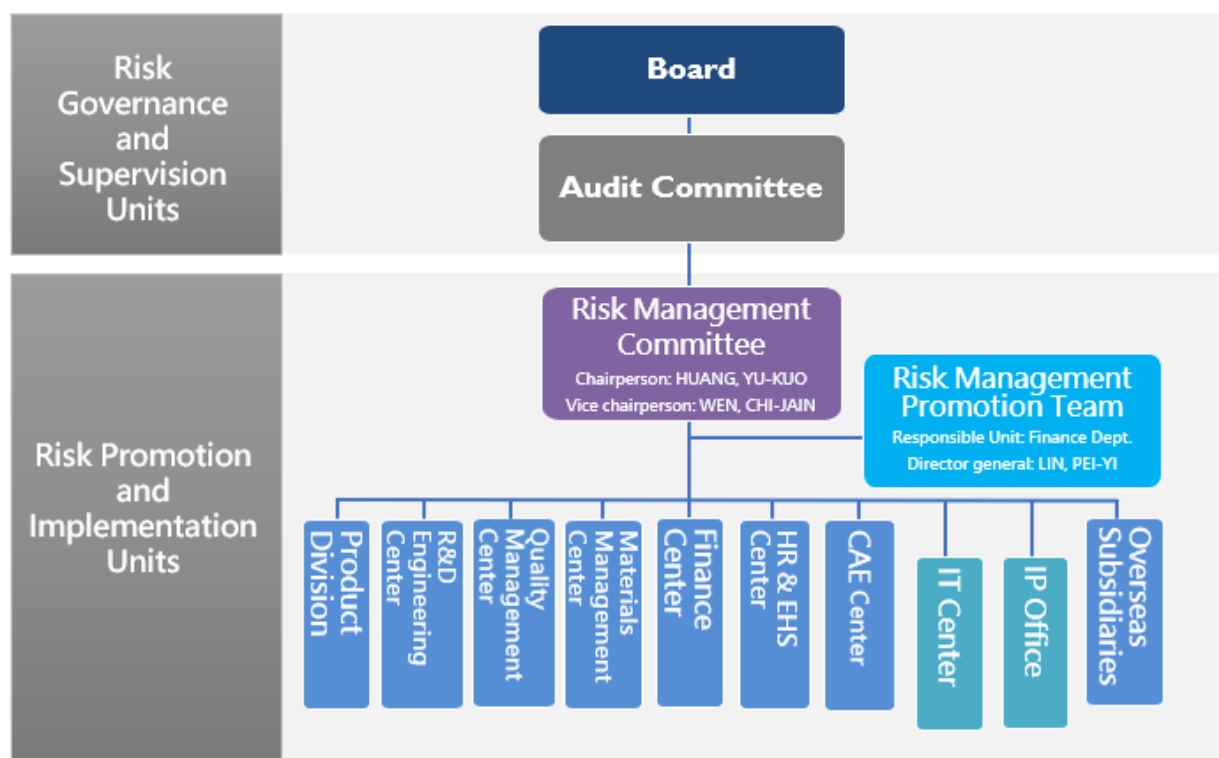 Risk
Governance
and
Supervision
Units
Board
Audit Committee
Risk Promotion
and
Implementation
Units
Risk Management
Committee
Chairperson: HUANG, YU-KUO
Vice chairperson: WEN, CHI-JAIN
Risk Management
Promotion Team
Responsible Unit: Finance Dept.
Director general: LIN, PEI-YI
Product
Division
R&D
Engineering
Center
Quality
Management
Center
Materials
Management
Center
Finance
Center
HR & EHS
Center
CAE Center
IT Center
IP Office
Overseas
Subsidiaries